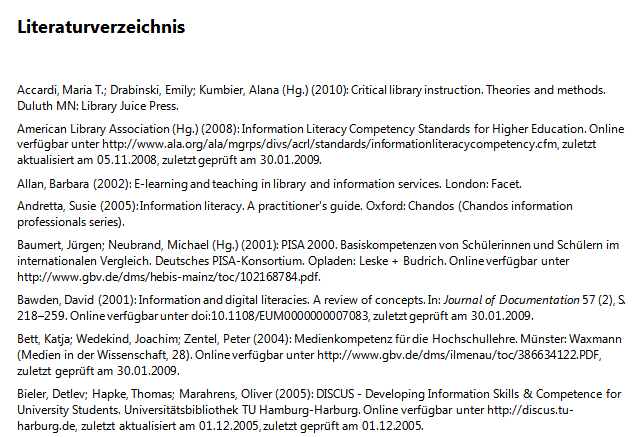 Literaturverzeichnis
Accardi, Maria T.; Drabinski, Emily; Kumbier, Alana (Hg.) (2010): Critical library instruction. Theories and methods.
Duluth MN: Library Juice Press.
American Library Association (Hg.) (2008): Information Literacy Competency Standards for Higher Education. Online
verfügbar unter http://www.ala.org/ala/mgrps/divs/acrl/standards/informationliteracycompetency.cfm, zuletzt
aktualisiert am 05.11.2008, zuletzt geprüft am 30.01.2009.
Allan, Barbara (2002): E-learning and teaching in library and information services. London: Facet.
Andretta, Susie (2005): Information literacy. A practitioner's guide. Oxford: Chandos (Chandos information
professionals series).
Baumert, Jürgen; Neubrand, Michael (Hg.) (2001): PISA 2000. Basiskompetenzen von Schülerinnen und Schülern im
internationalen Vergleich. Deutsches PISA-Konsortium. Opladen: Leske + Budrich. Online verfügbar unter
http://www.gbv.de/dms/hebis-mainz/toc/102168784.pdf.
Bawden, David (2001): Information and digital literacies. A review of concepts. In: Journal of Documentation 57 (2), S.
218–259. Online verfügbar unter doi:10.1108/EUM0000000007083, zuletzt geprüft am 30.01.2009.
Bett, Katja; Wedekind, Joachim; Zentel, Peter (2004): Medienkompetenz für die Hochschullehre. Münster: Waxmann
(Medien in der Wissenschaft, 28). Online verfügbar unter http://www.gbv.de/dms/ilmenau/toc/386634122.PDF,
zuletzt geprüft am 30.01.2009.
Bieler, Detlev; Hapke, Thomas; Marahrens, Oliver (2005): DISCUS - Developing Information Skills & Competence for
University Students. Universitätsbibliothek TU Hamburg-Harburg. Online verfügbar unter http://discus.tu-
harburg.de, zuletzt aktualisiert am 01.12.2005, zuletzt geprüft am 01.12.2005.